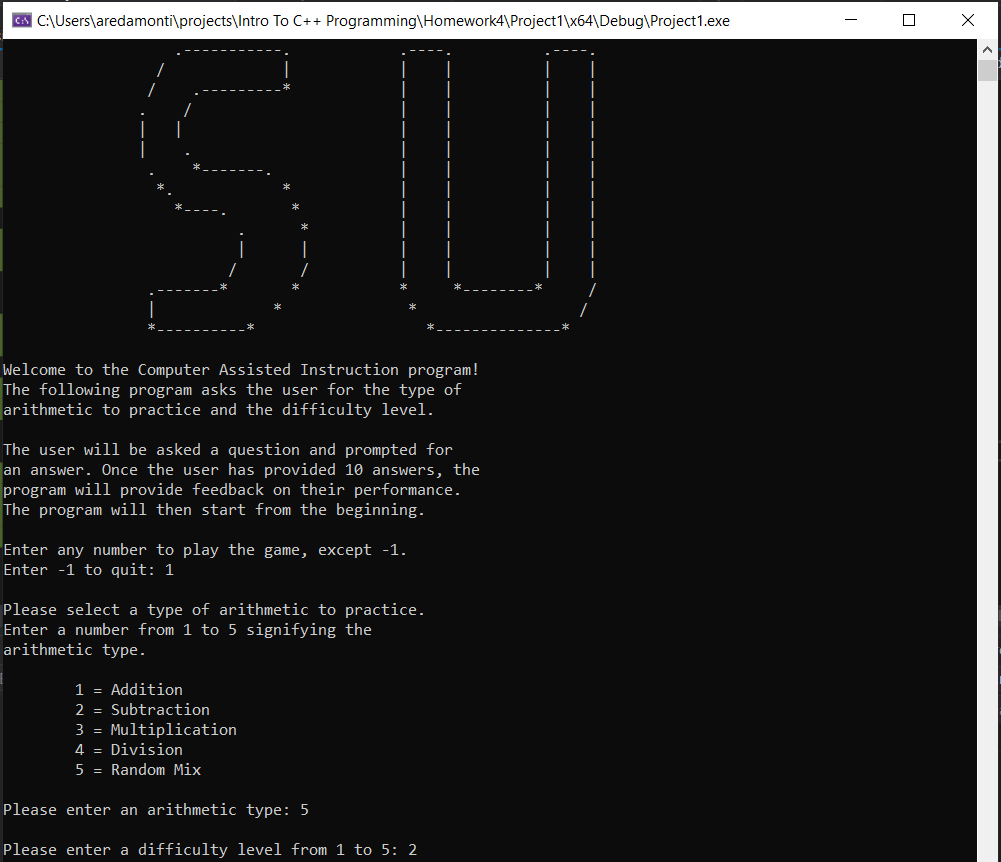 C:\Users\aredamonti\projects\Intro To C++ Programming\Homework4\Project1\x64\Debug\Project1.exe
SU
Welcome to the Computer Assisted Instruction program!
The following program asks the user for the type of
arithmetic to practice and the difficulty level.
The user will be asked a question and prompted for
an answer. Once the user has provided 10 answers, the
program will provide feedback on their performance.
The program will then start from the beginning.
Enter any number to play the game, except -1.
Enter -1 to quit: 1
Please select a type of arithmetic to practice.
Enter a number from 1 to 5 signifying the
arithmetic type.
1 = Addition
2 = Subtraction
3 = Multiplication
4 = Division
5 = Random Mix
Please enter an arithmetic type: 5
Please enter a difficulty level from 1 to 5: 2